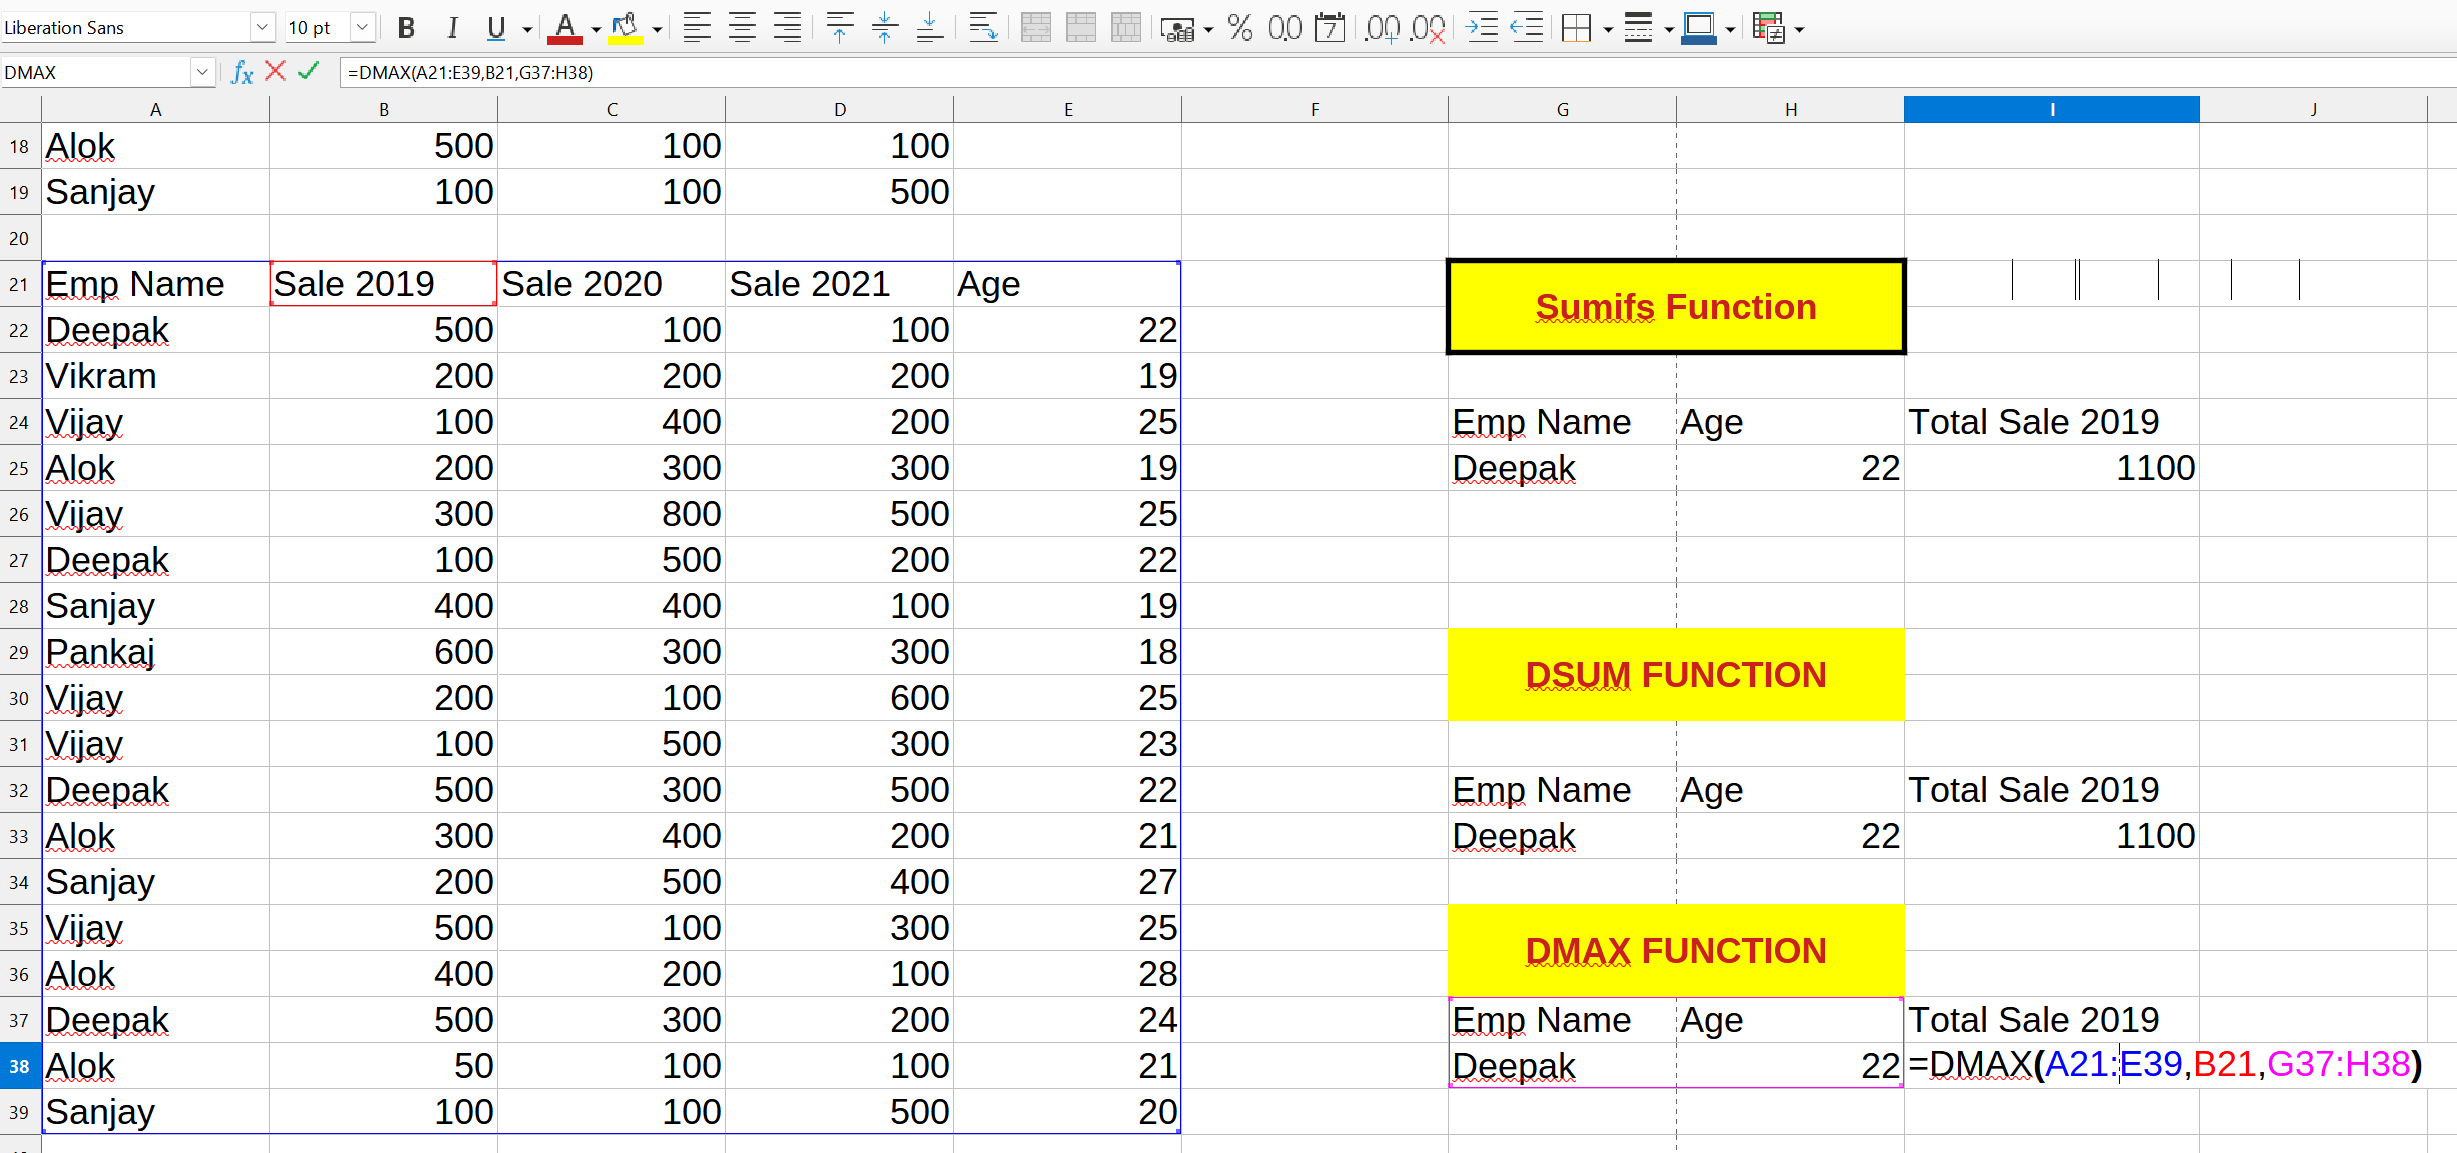 Liberation Sans 10 pt B I U A % 0.0 7 .00 .00
DMAX fx =DMAX(A21:E39,B21,G37:H38)
A B C D E F G H I J
18 Alok 500 100 100
19 Sanjay 100 100 500
20
21 Emp Name Sale 2019 Sale 2020 Sale 2021 Age
Sumifs Function
22 Deepak 500 100 100 22
23 Vikram 200 200 200 19
24 Vijay 100 400 200 25 Emp Name Age Total Sale 2019
25 Alok 200 300 300 19 Deepak 22 1100
26 Vijay 300 800 500 25
27 Deepak 100 500 200 22
28 Sanjay 400 400 100 19
29 Pankaj 600 300 300 18
DSUM FUNCTION
30 Vijay 200 100 600 25
31 Vijay 100 500 300 23
32 Deepak 500 300 500 22 Emp Name Age Total Sale 2019
33 Alok 300 400 200 21 Deepak 22 1100
34 Sanjay 200 500 400 27
35 Vijay 500 100 300 25
DMAX FUNCTION
36 Alok 400 200 100 28
37 Deepak 500 300 200 24 Emp Name Age Total Sale 2019
38 Alok 50 100 100 21 Deepak 22 =DMAX(A21:E39,B21,G37:H38)
39 Sanjay 100 100 500 20